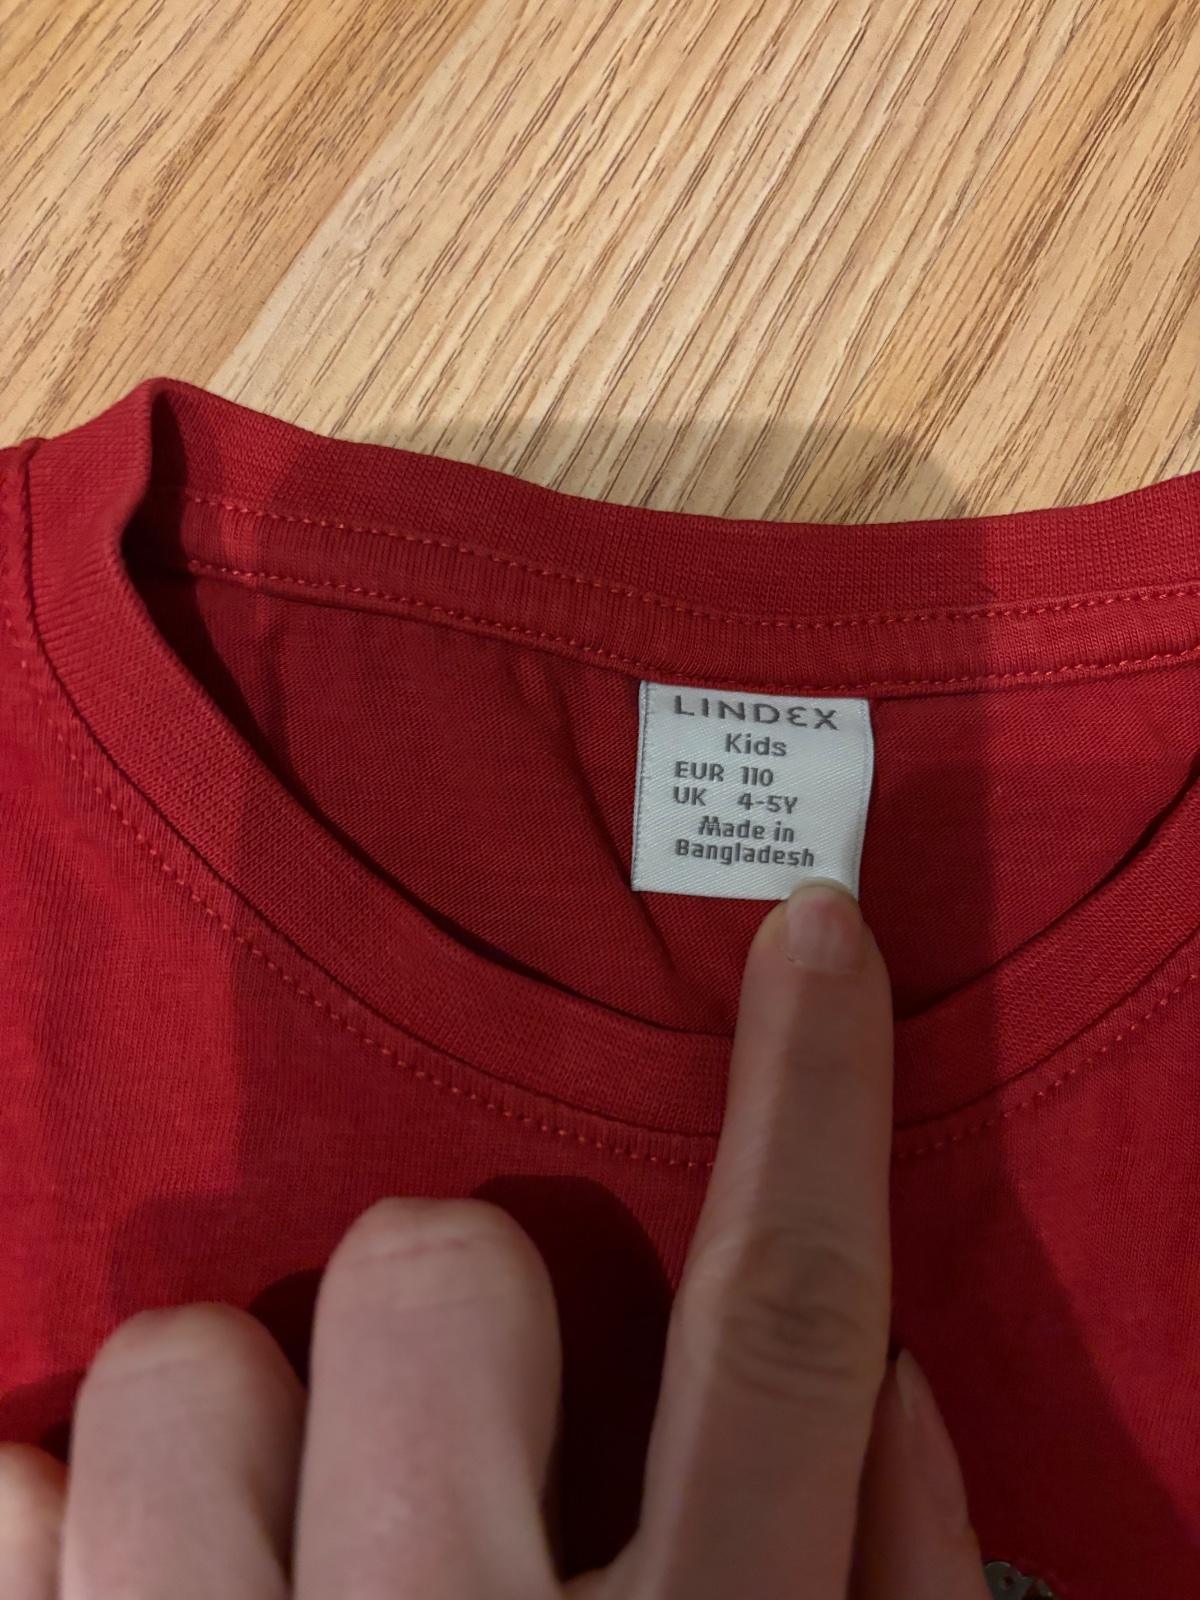 LINDEX
Kids
EUR 110
UK 4-5Y
Made in
Bangladesh